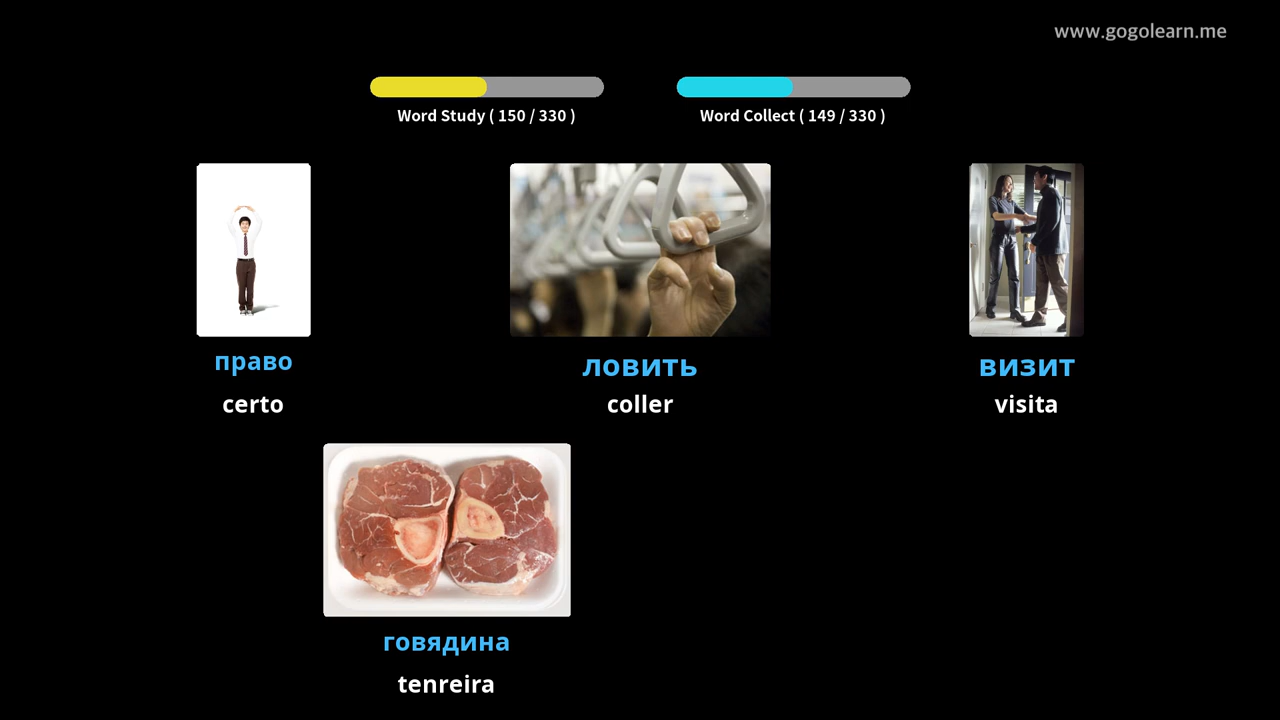 www.gogolearn.me
Word Study ( 150 / 330 )
Word Collect ( 149 / 330 )
право
ловить
визит
certo
coller
visita
говядина
tenreira